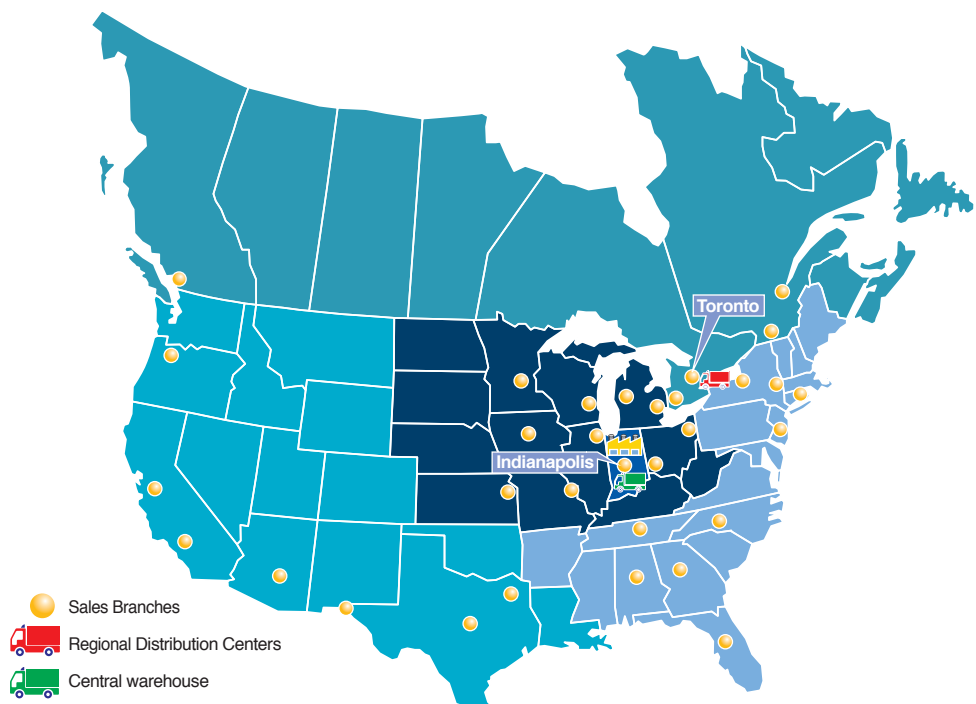 Toronto
Indianapolis
Sales Branches
Regional Distribution Centers
Central warehouse